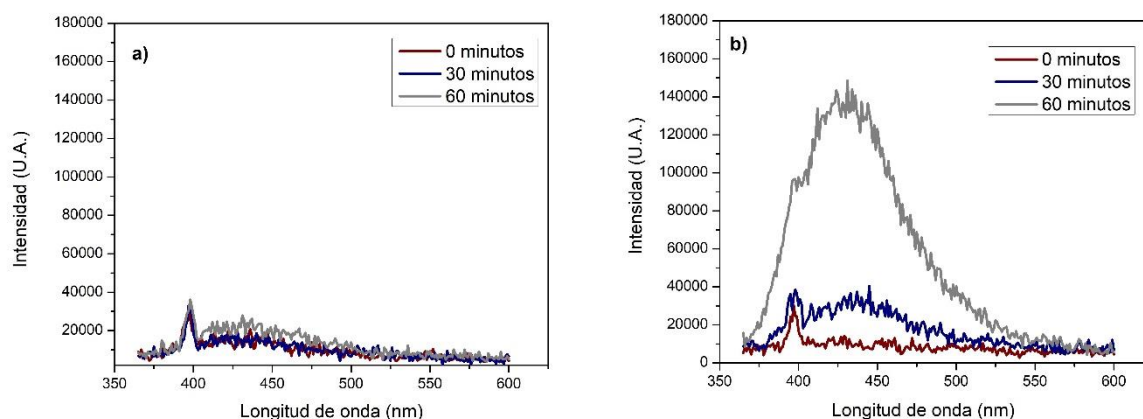 a)
0 minutos
30 minutos
60 minutos
Intensidad (U.A.)
180000
160000
140000
120000
100000
80000
60000
40000
20000
350
400
450
500
550
600
Longitud de onda (nm)
b)
0 minutos
30 minutos
60 minutos
Intensidad (U.A.)
180000
160000
140000
120000
100000
80000
60000
40000
20000
0
350
400
450
500
550
600
Longitud de onda (nm)